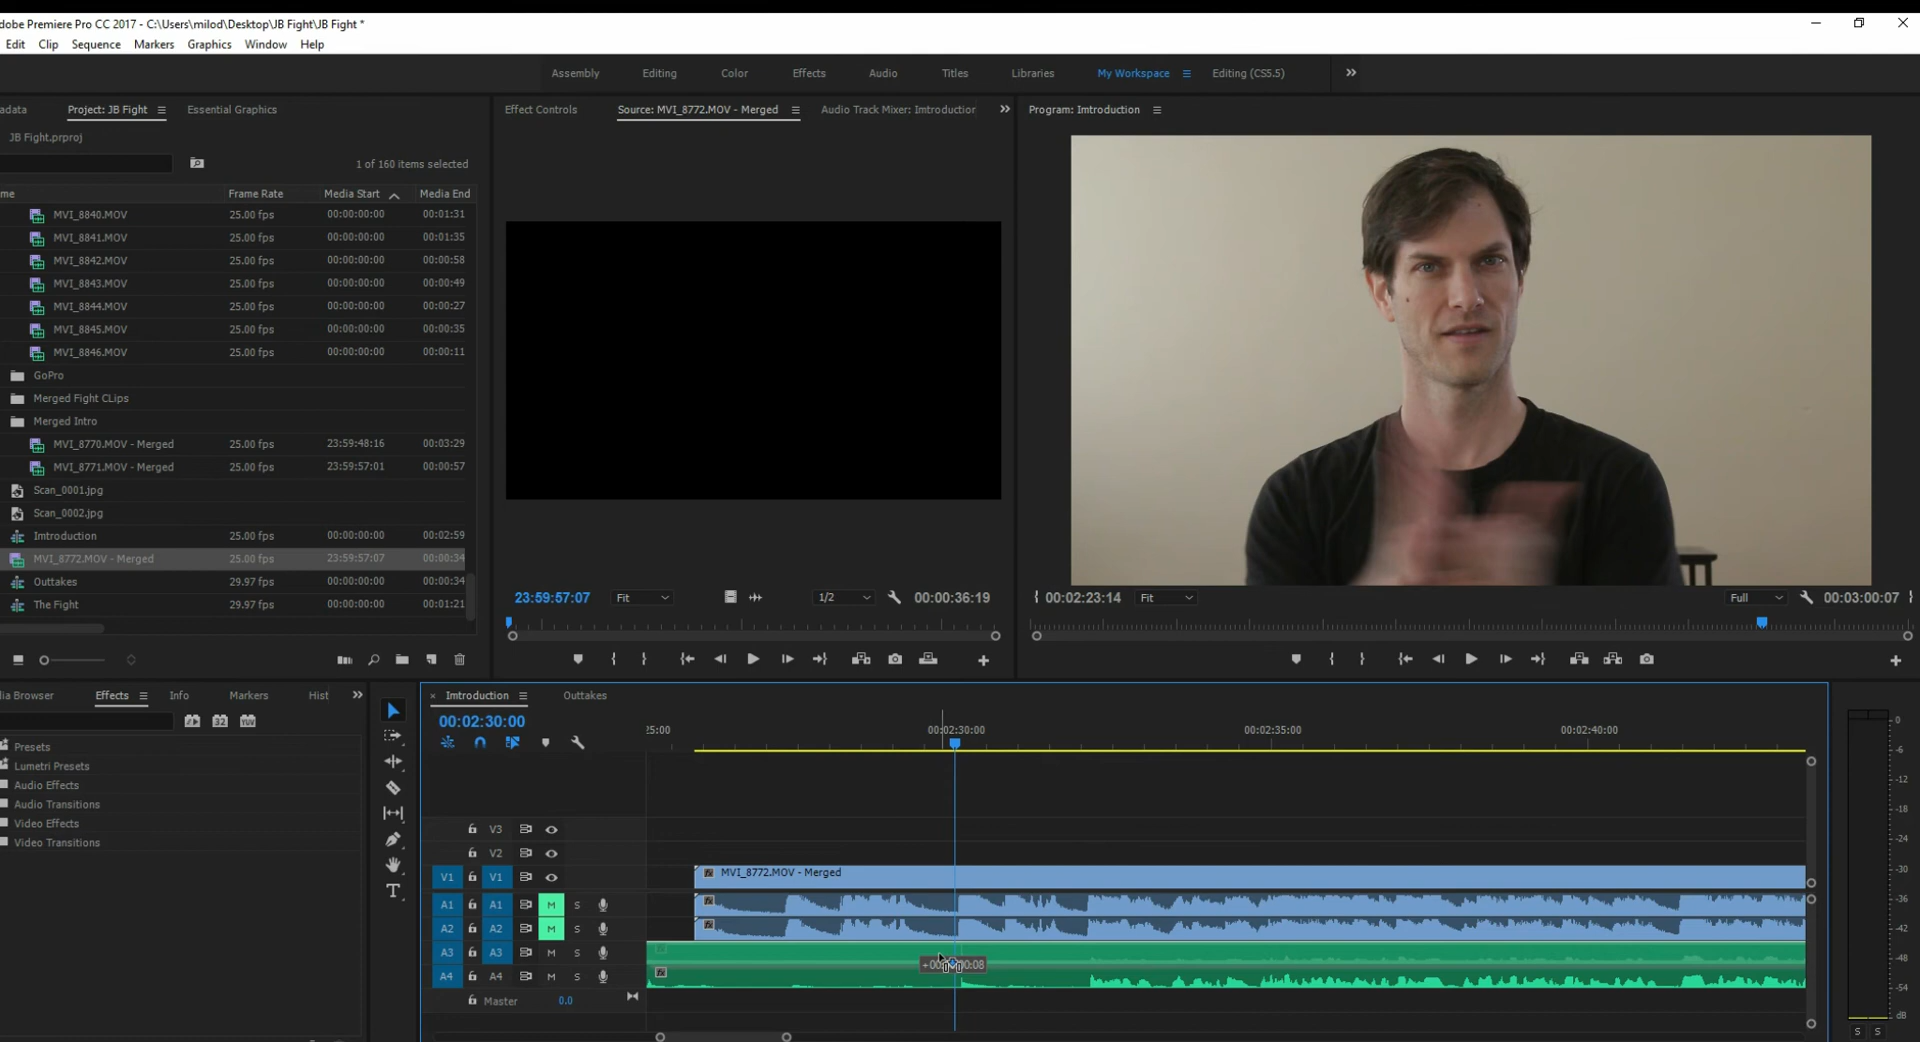 dobe Premiere Pro CC 2017 - C:\Users\milod\Desktop\JB Fight\JB Fight *
Edit Clip Sequence Markers Graphics Window Help
Assembly Editing Color Effects Audio Titles Libraries My Workspace Editing (CS5.5)
adata Project: JB Fight Essential Graphics
JB Fight.prproj
1 of 160 items selected
me Frame Rate Media Start Media End
MVI_8840.MOV 25.00 fps 00:00:00:00 00:01:31
MVI_8841.MOV 25.00 fps 00:00:00:00 00:01:35
MVI_8842.MOV 25.00 fps 00:00:00:00 00:00:58
MVI_8843.MOV 25.00 fps 00:00:00:00 00:00:49
MVI_8844.MOV 25.00 fps 00:00:00:00 00:00:27
MVI_8845.MOV 25.00 fps 00:00:00:00 00:00:35
MVI_8846.MOV 25.00 fps 00:00:00:00 00:00:11
GoPro
Merged Fight CLips
Merged Intro
MVI_8770.MOV - Merged 25.00 fps 23:59:48:16 00:03:29
MVI_8771.MOV - Merged 25.00 fps 23:59:57:01 00:00:57
Scan_0001.jpg
Scan_0002.jpg
Imtroduction 25.00 fps 00:00:00:00 00:02:59
MVI_8772.MOV - Merged 25.00 fps 23:59:57:07 00:00:34
Outtakes 29.97 fps 00:00:00:00 00:00:34
The Fight 29.97 fps 00:00:00:00 00:01:21
Effect Controls Source: MVI_8772.MOV - Merged Audio Track Mixer: Imtroduction
23:59:57:07 Fit 1/2 00:00:36:19
Program: Imtroduction
00:02:23:14 Fit Full 00:03:00:07
ia Browser Effects Info Markers Hist
32 YUV
Presets
Lumetri Presets
Audio Effects
Audio Transitions
Video Effects
Video Transitions
T
× Imtroduction Outtakes
00:02:30:00
:25:00 00:02:30:00 00:02:35:00 00:02:40:00
V3
V2
V1 V1 fx MVI_8772.MOV - Merged
A1 A1 M S fx
A2 A2 M S fx
A3 A3 M S
A4 A4 M S fx
Master 0.0
0
-6
-12
-18
-24
-30
-36
-42
-48
-54
dB
S S